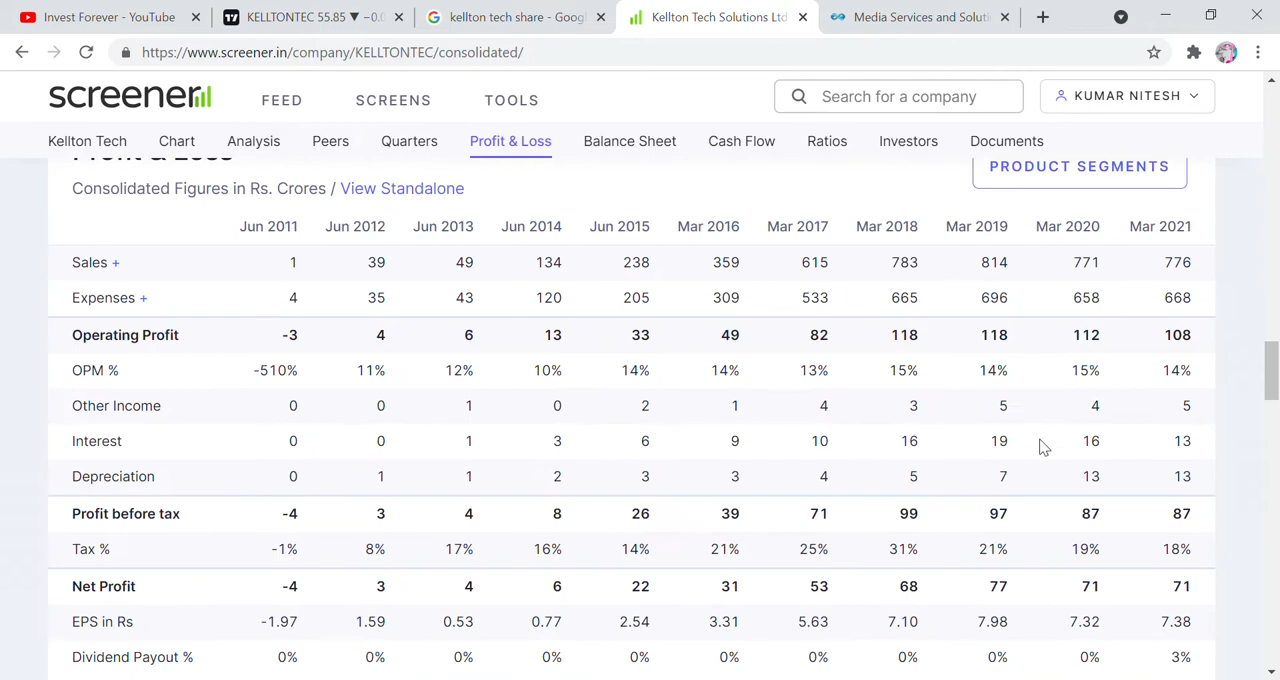 Invest Forever - YouTube
KELLTONTEC 55.85 ▼ −0.
kellton tech share - Goog
Kellton Tech Solutions Ltd
Media Services and Soluti
https://www.screener.in/company/KELLTONTEC/consolidated/
screener
FEED
SCREENS
TOOLS
Search for a company
KUMAR NITESH
Kellton Tech Chart Analysis Peers Quarters Profit & Loss Balance Sheet Cash Flow Ratios Investors Documents
Profit & Loss
PRODUCT SEGMENTS
Consolidated Figures in Rs. Crores / View Standalone
Jun 2011 Jun 2012 Jun 2013 Jun 2014 Jun 2015 Mar 2016 Mar 2017 Mar 2018 Mar 2019 Mar 2020 Mar 2021
Sales + 1 39 49 134 238 359 615 783 814 771 776
Expenses + 4 35 43 120 205 309 533 665 696 658 668
Operating Profit -3 4 6 13 33 49 82 118 118 112 108
OPM % -510% 11% 12% 10% 14% 14% 13% 15% 14% 15% 14%
Other Income 0 0 1 0 2 1 4 3 5 4 5
Interest 0 0 1 3 6 9 10 16 19 16 13
Depreciation 0 1 1 2 3 3 4 5 7 13 13
Profit before tax -4 3 4 8 26 39 71 99 97 87 87
Tax % -1% 8% 17% 16% 14% 21% 25% 31% 21% 19% 18%
Net Profit -4 3 4 6 22 31 53 68 77 71 71
EPS in Rs -1.97 1.59 0.53 0.77 2.54 3.31 5.63 7.10 7.98 7.32 7.38
Dividend Payout % 0% 0% 0% 0% 0% 0% 0% 0% 0% 0% 3%